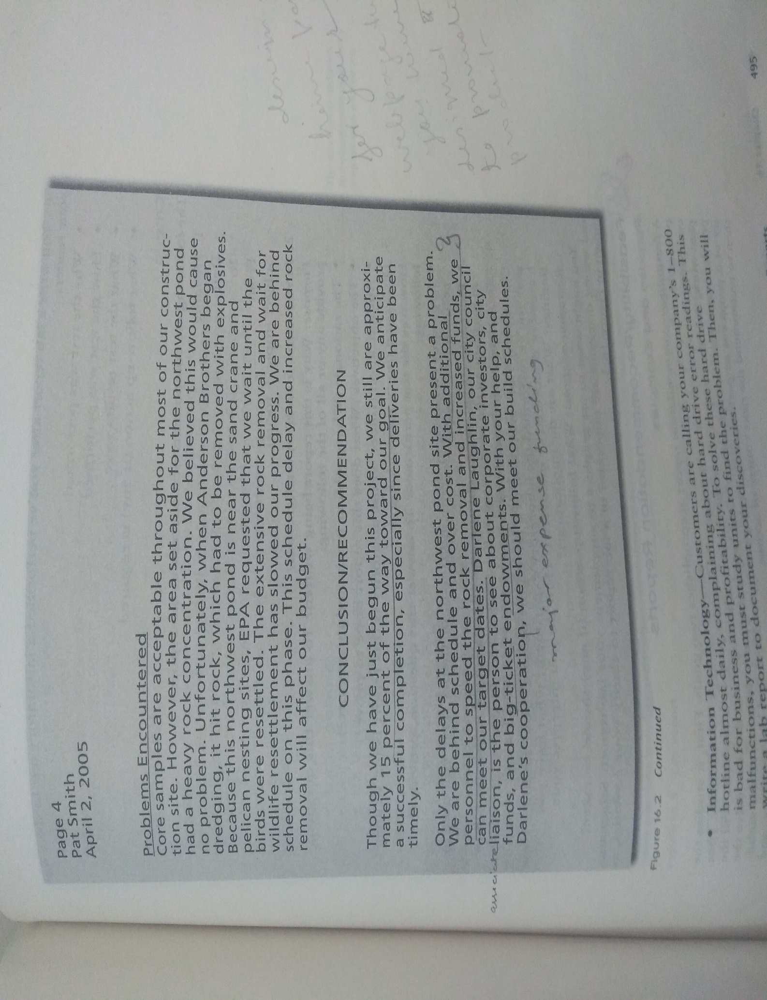 Page 4
Pat Smith
April 2, 2005
Problems Encountered
Core samples are acceptable throughout most of our construc-
tion site. However, the area set aside for the northwest pond
had a heavy rock concentration. We believed this would cause
no problem. Unfortunately, when Anderson Brothers began
dredging, it hit rock, which had to be removed with explosives.
Because this northwest pond is near the sand crane and
pelican nesting sites, EPA requested that we wait until the
birds were resettled. The extensive rock removal and wait for
wildlife resettlement has slowed our progress. We are behind
schedule on this phase. This schedule delay and increased rock
removal will affect our budget.
CONCLUSION/RECOMMENDATION
Though we have just begun this project, we still are approxi-
mately 15 percent of the way toward our goal. We anticipate
a successful completion, especially since deliveries have been
timely.
Only the delays at the northwest pond site present a problem.
We are behind schedule and over cost. With additional
personnel to speed the rock removal and increased funds, we
can meet our target dates. Darlene Laughlin, our city council
liaison, is the person to see about corporate investors, city
funds, and big-ticket endowments. With your help, and
Darlene's cooperation, we should meet our build schedules.
major expense funding
for your
webpage
designed
to promote
product
Figure 16.2 Continued
• Information Technology—Customers are calling your company's 1–800
hotline almost daily, complaining about hard drive error readings. This
is bad for business and profitability. To solve these hard drive
malfunctions, you must study units to find the problem. Then, you will
write a lab report to document your discoveries.
495